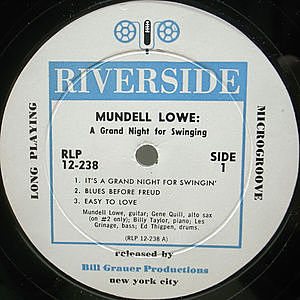 RIVERSIDE
MUNDELL LOWE:
A Grand Night for Swinging
RLP
12-238
SIDE
1
LONG PLAYING
MICROGROOVE
1. IT'S A GRAND NIGHT FOR SWINGIN'
2. BLUES BEFORE FREUD
3. EASY TO LOVE
Mundell Lowe, guitar; Gene Quill, alto sax
(on #2 only); Billy Taylor, piano; Les
Grinage, bass; Ed Thigpen, drums.
(RLP 12-238 A)
released by
Bill Grauer Productions
new york city